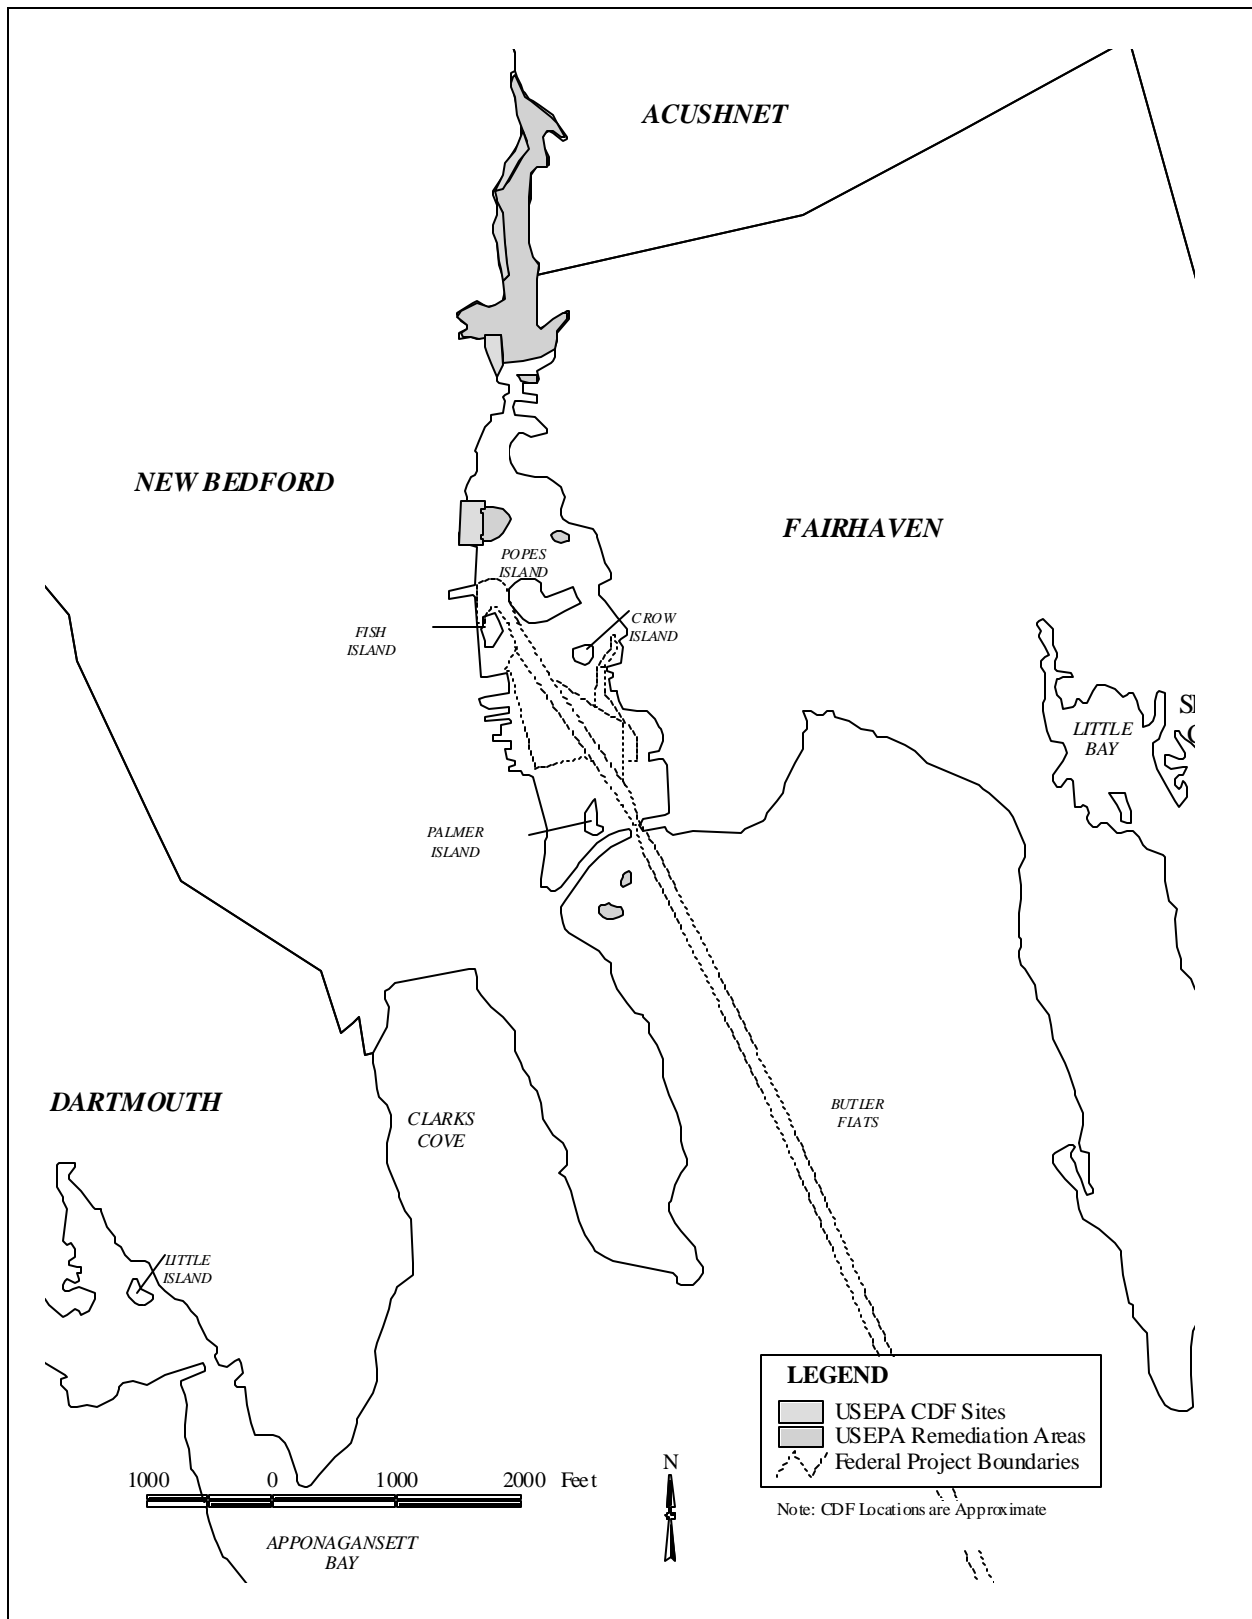 ACUSHNET
NEW BEDFORD
FAIRHAVEN
POPES
ISLAND
CROW
ISLAND
FISH
ISLAND
LITTLE
BAY
PALMER
ISLAND
DARTMOUTH
CLARKS
COVE
BUTLER
FLATS
LITTLE
ISLAND
LEGEND
USEPA CDF Sites
USEPA Remediation Areas
Federal Project Boundaries
1000 0 1000 2000 Feet
N
Note: CDF Locations are Approximate
APPONAGANSETT
BAY